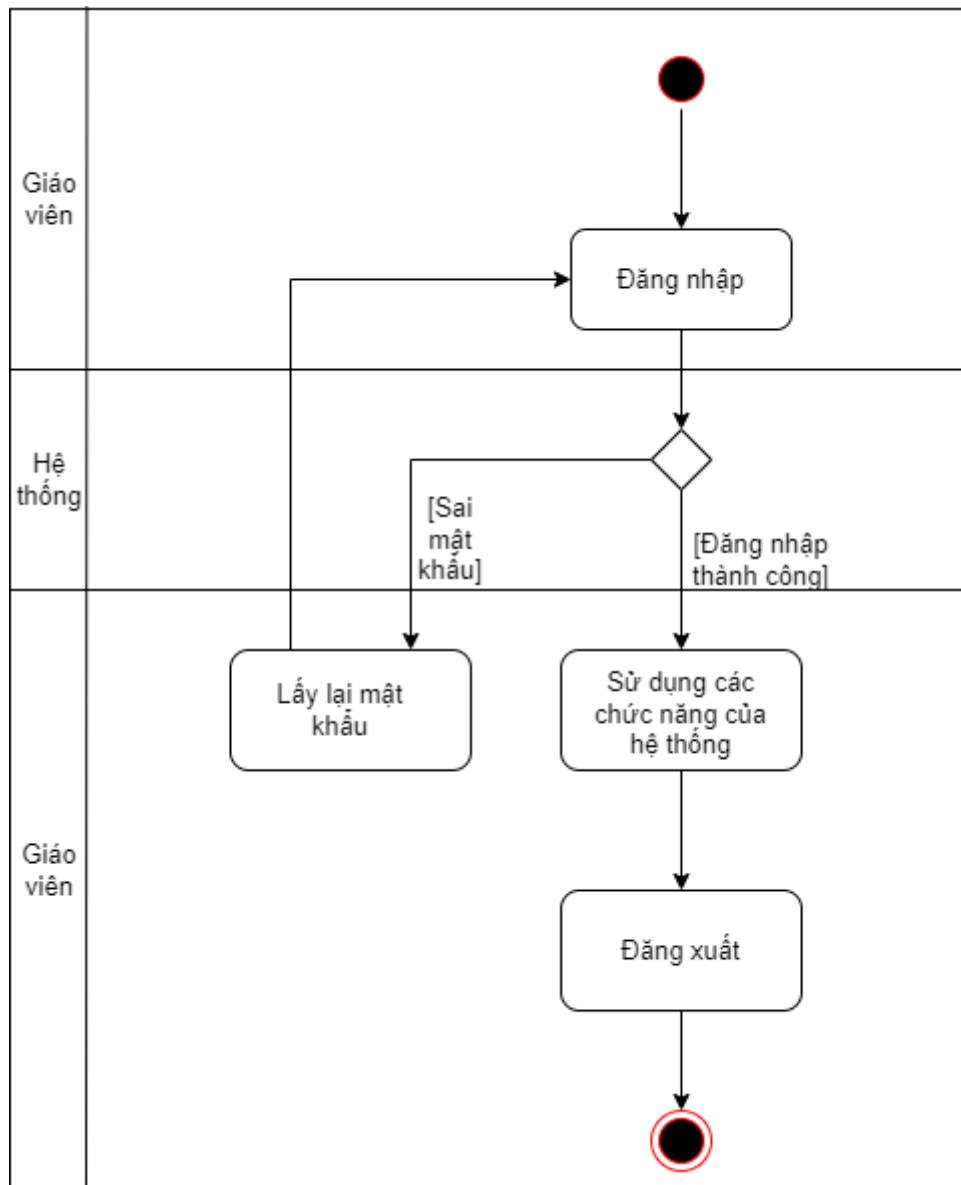 Giáo
viên
Đăng nhập
Hệ
thống
[Sai
mật
khẩu]
[Đăng nhập
thành công]
Lấy lại mật
khẩu
Sử dụng các
chức năng của
hệ thống
Giáo
viên
Đăng xuất